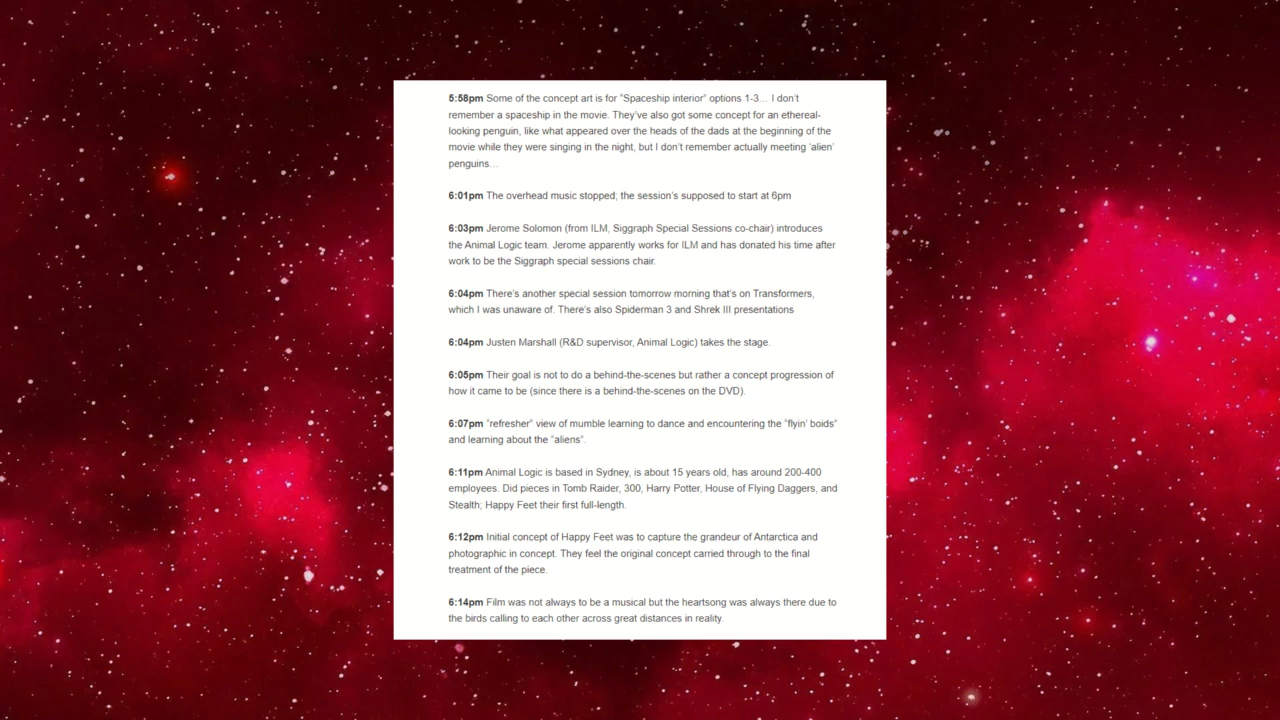 5:58pm Some of the concept art is for “Spaceship interior” options 1-3… I don’t
remember a spaceship in the movie. They’ve also got some concept for an ethereal-
looking penguin, like what appeared over the heads of the dads at the beginning of the
movie while they were singing in the night, but I don’t remember actually meeting ‘alien’
penguins…
6:01pm The overhead music stopped; the session’s supposed to start at 6pm
6:03pm Jerome Solomon (from ILM, Siggraph Special Sessions co-chair) introduces
the Animal Logic team. Jerome apparently works for ILM and has donated his time after
work to be the Siggraph special sessions chair.
6:04pm There’s another special session tomorrow morning that’s on Transformers,
which I was unaware of. There’s also Spiderman 3 and Shrek III presentations
6:04pm Justen Marshall (R&D supervisor, Animal Logic) takes the stage.
6:05pm Their goal is not to do a behind-the-scenes but rather a concept progression of
how it came to be (since there is a behind-the-scenes on the DVD).
6:07pm “refresher” view of mumble learning to dance and encountering the “flyin’ boids”
and learning about the “aliens”.
6:11pm Animal Logic is based in Sydney, is about 15 years old, has around 200-400
employees. Did pieces in Tomb Raider, 300, Harry Potter, House of Flying Daggers, and
Stealth; Happy Feet their first full-length.
6:12pm Initial concept of Happy Feet was to capture the grandeur of Antarctica and
photographic in concept. They feel the original concept carried through to the final
treatment of the piece.
6:14pm Film was not always to be a musical but the heartsong was always there due to
the birds calling to each other across great distances in reality.